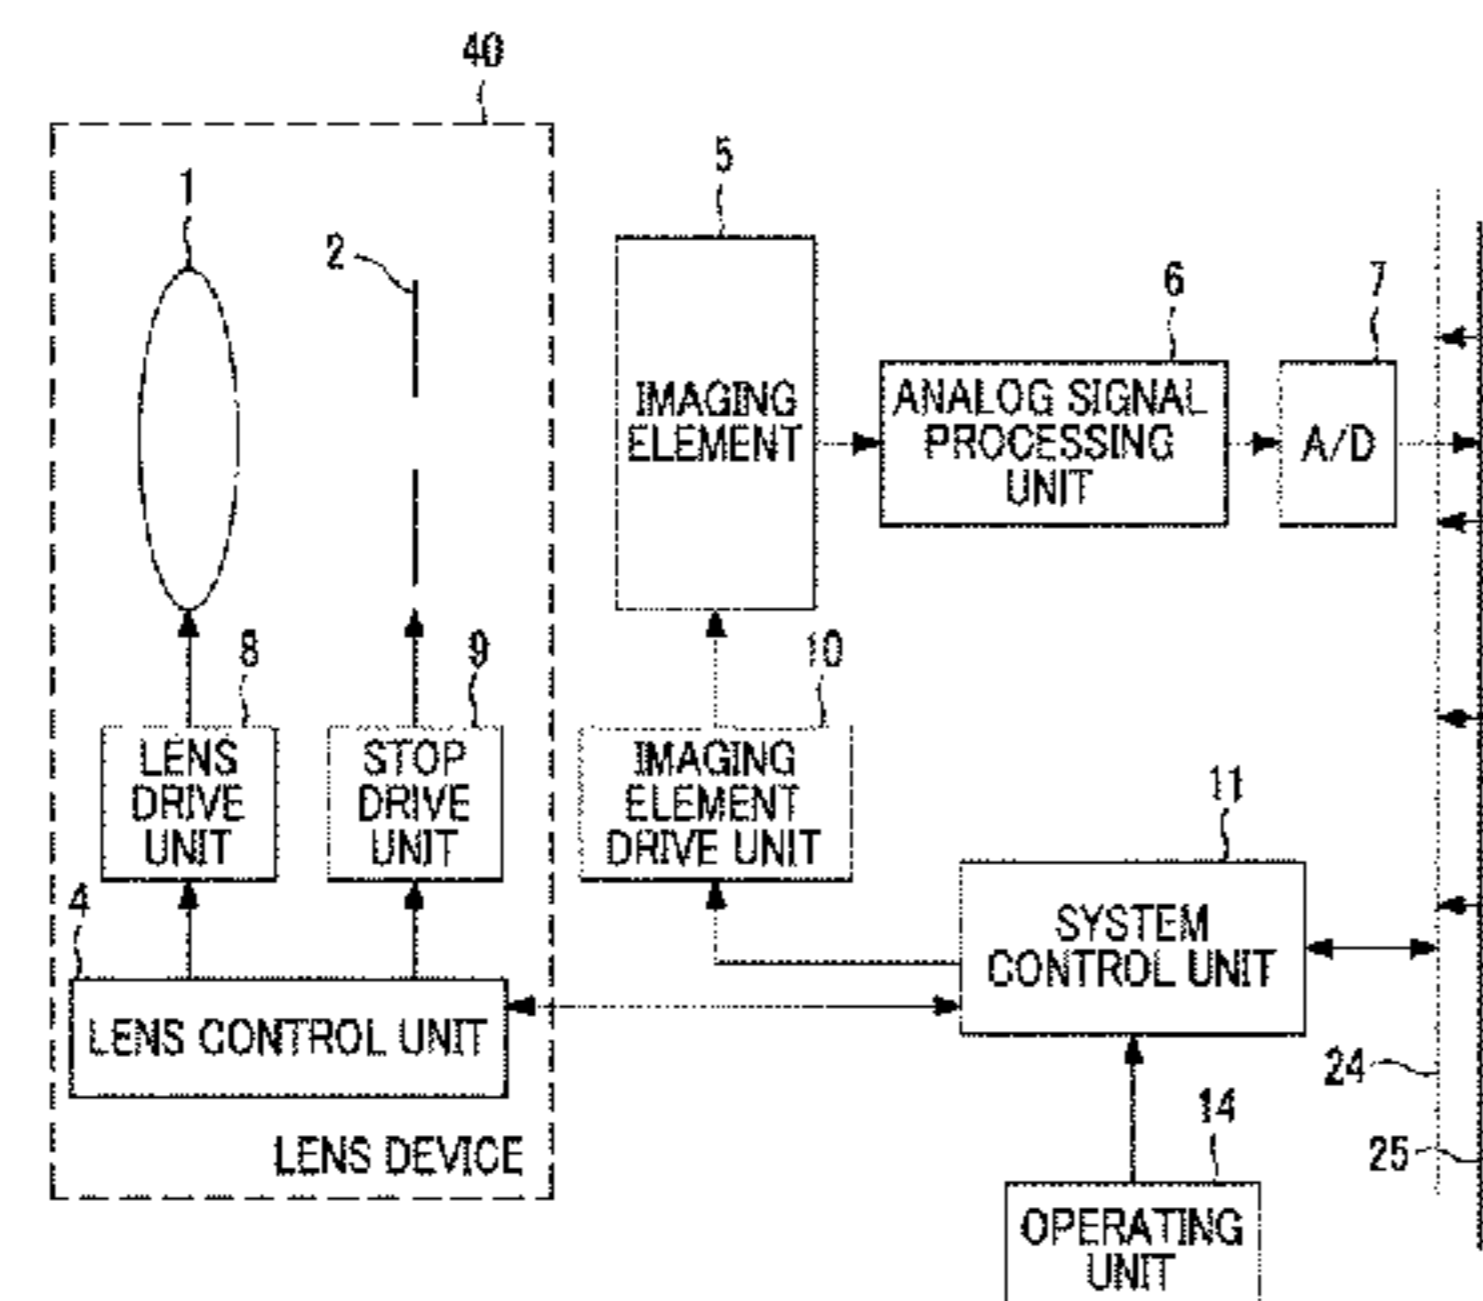 40
1
2
5
6
7
IMAGING
ELEMENT
ANALOG SIGNAL
PROCESSING
UNIT
A/D
8
9
10
LENS
DRIVE
UNIT
STOP
DRIVE
UNIT
IMAGING
ELEMENT
DRIVE UNIT
11
4
SYSTEM
CONTROL UNIT
LENS CONTROL UNIT
24
14
25
LENS DEVICE
OPERATING
UNIT